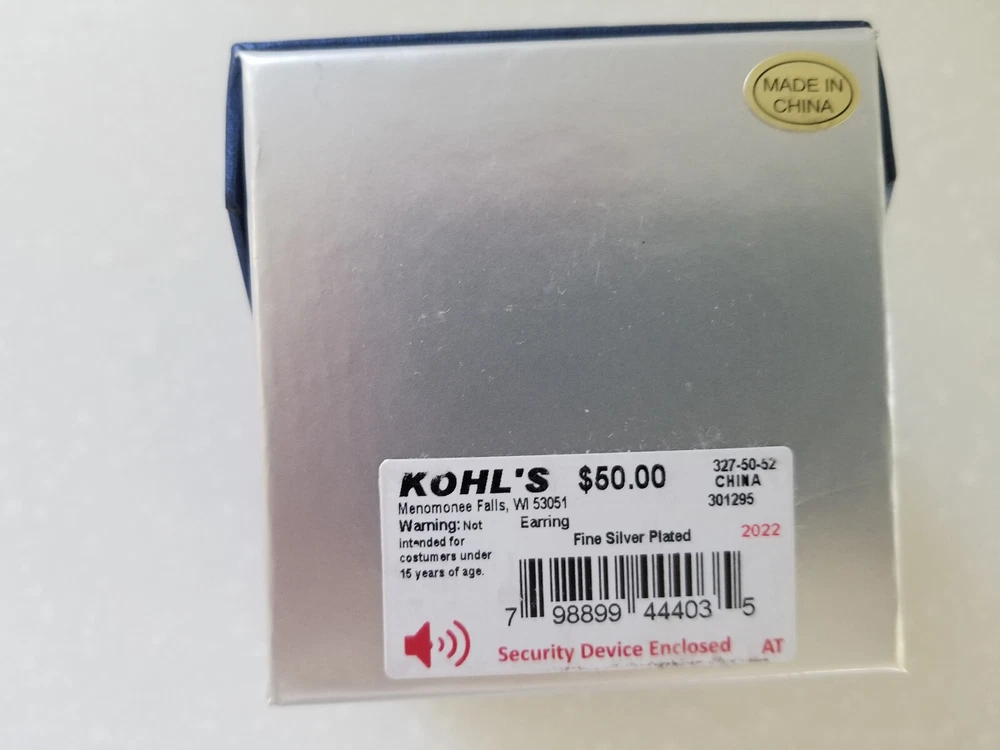 MADE IN
CHINA
KOHL'S $50.00 327-50-52
CHINA
Menomonee Falls, WI 53051 301295
Warning: Not Earring
intended for Fine Silver Plated 2022
costumers under
15 years of age.
7 98899 44403 5
Security Device Enclosed AT